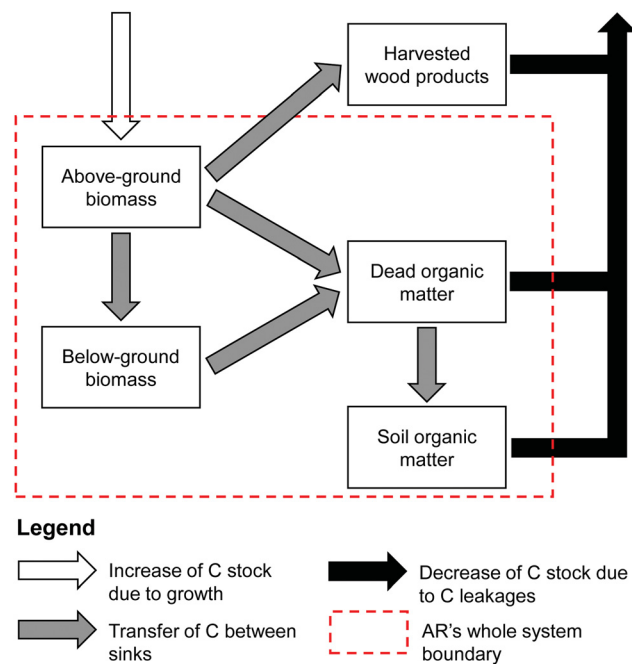 Harvested
wood products
Above-ground
biomass
Dead organic
matter
Below-ground
biomass
Soil organic
matter
Legend
Increase of C stock
due to growth
Decrease of C stock due
to C leakages
Transfer of C between
sinks
AR's whole system
boundary